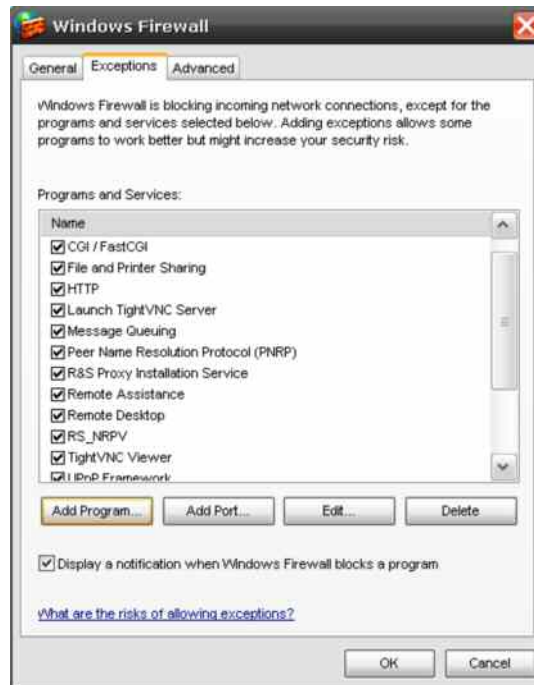 Windows Firewall
General Exceptions Advanced
Windows Firewall is blocking incoming network connections, except for the
programs and services selected below. Adding exceptions allows some
programs to work better but might increase your security risk.
Programs and Services:
Name
CGI / FastCGI
File and Printer Sharing
HTTP
Launch TightVNC Server
Message Queuing
Peer Name Resolution Protocol (PNRP)
R&S Proxy Installation Service
Remote Assistance
Remote Desktop
RS_NRPV
TightVNC Viewer
UPnP Framework
Add Program... Add Port... Edit... Delete
Display a notification when Windows Firewall blocks a program
What are the risks of allowing exceptions?
OK Cancel